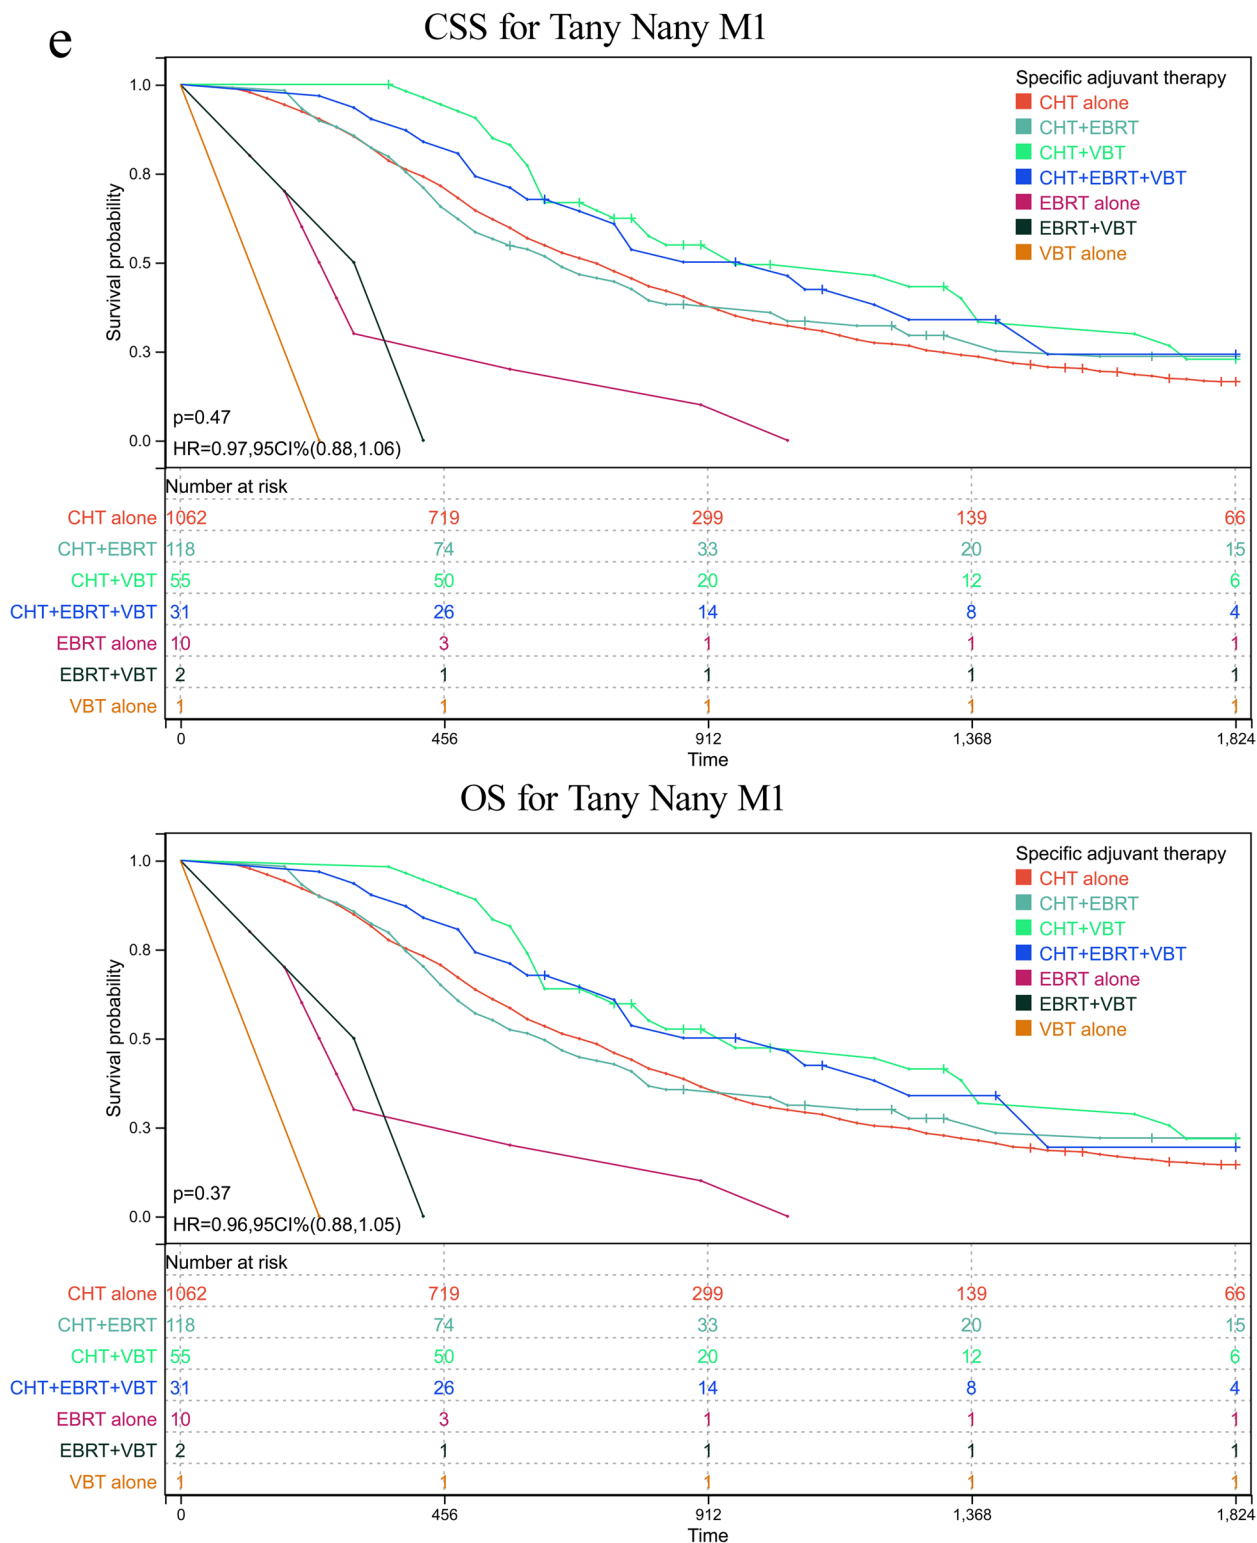 e
CSS for Tany Nany M1
Specific adjuvant therapy
CHT alone
CHT+EBRT
CHT+VBT
CHT+EBRT+VBT
EBRT alone
EBRT+VBT
VBT alone
Survival probability
1.0
0.8
0.5
0.3
0.0
p=0.47
HR=0.97,95CI%(0.88,1.06)
Number at risk
CHT alone 1062 719 299 139 66
CHT+EBRT 118 74 33 20 15
CHT+VBT 55 50 20 12 6
CHT+EBRT+VBT 31 26 14 8 4
EBRT alone 10 3 1 1 1
EBRT+VBT 2 1 1 1 1
VBT alone 1 1 1 1 1
0 456 912 1,368 1,824
Time
OS for Tany Nany M1
Specific adjuvant therapy
CHT alone
CHT+EBRT
CHT+VBT
CHT+EBRT+VBT
EBRT alone
EBRT+VBT
VBT alone
Survival probability
1.0
0.8
0.5
0.3
0.0
p=0.37
HR=0.96,95CI%(0.88,1.05)
Number at risk
CHT alone 1062 719 299 139 66
CHT+EBRT 118 74 33 20 15
CHT+VBT 55 50 20 12 6
CHT+EBRT+VBT 31 26 14 8 4
EBRT alone 10 3 1 1 1
EBRT+VBT 2 1 1 1 1
VBT alone 1 1 1 1 1
0 456 912 1,368 1,824
Time